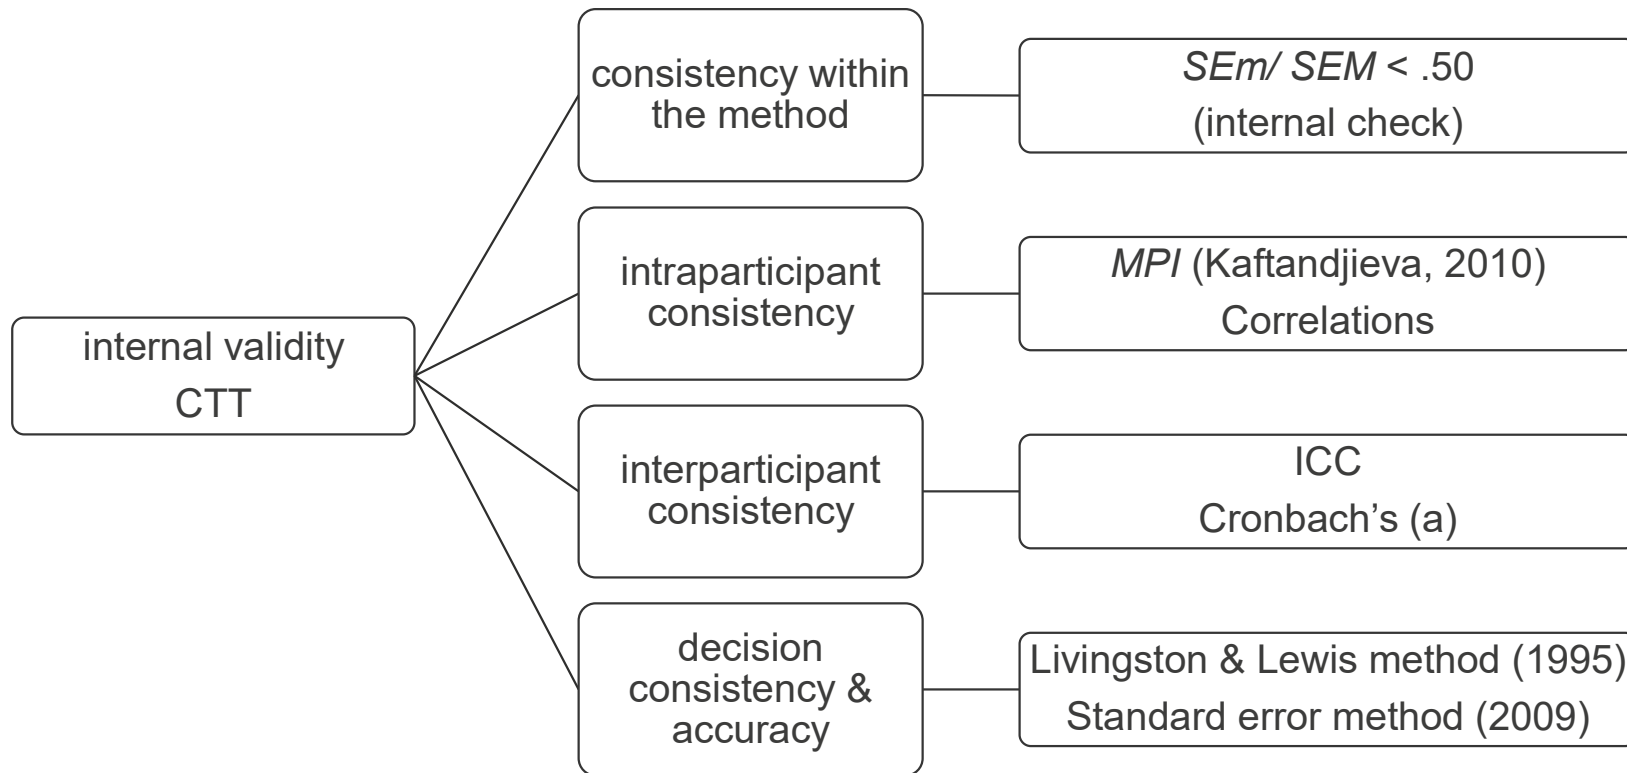 internal validity
CTT
consistency within
the method
SEm/ SEM < .50
(internal check)
intraparticipant
consistency
MPI (Kaftandjieva, 2010)
Correlations
interparticipant
consistency
ICC
Cronbach’s (a)
decision
consistency &
accuracy
Livingston & Lewis method (1995)
Standard error method (2009)